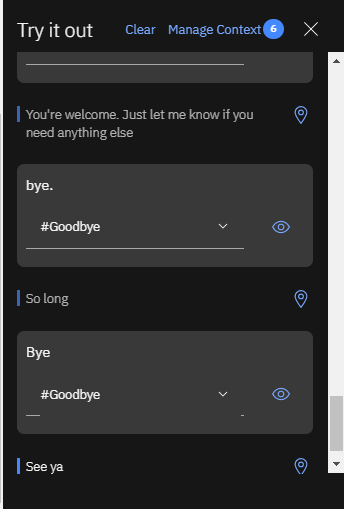 Try it out
Clear
Manage Context
6
You're welcome. Just let me know if you
need anything else
bye.
#Goodbye
So long
Bye
#Goodbye
See ya